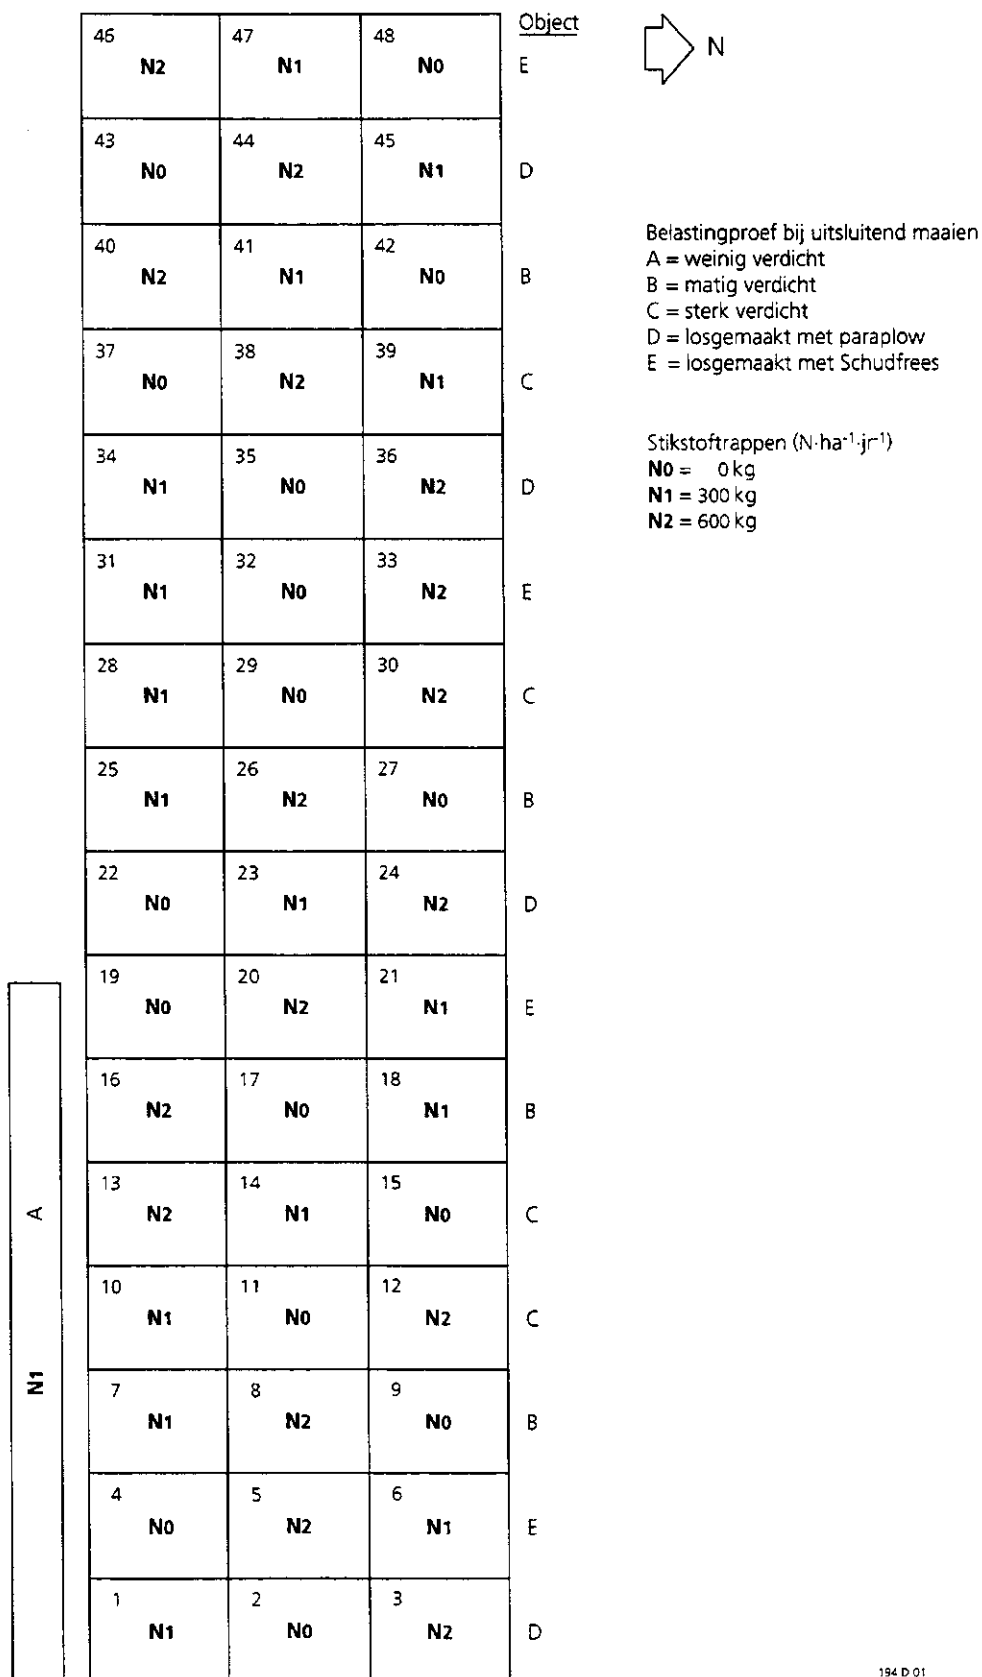 Object
N
46 47 48
N2 N1 N0 E
43 44 45
N0 N2 N1 D
40 41 42
N2 N1 N0 B
37 38 39
N0 N2 N1 C
34 35 36
N1 N0 N2 D
31 32 33
N1 N0 N2 E
28 29 30
N1 N0 N2 C
25 26 27
N1 N2 N0 B
22 23 24
N0 N1 N2 D
19 20 21
N0 N2 N1 E
16 17 18
N2 N0 N1 B
13 14 15
N2 N1 N0 C
10 11 12
N1 N0 N2 C
7 8 9
N1 N2 N0 B
4 5 6
N0 N2 N1 E
1 2 3
N1 N0 N2 D
N1 A
Belastingproef bij uitsluitend maaien
A = weinig verdicht
B = matig verdicht
C = sterk verdicht
D = losgemaakt met paraplow
E = losgemaakt met Schudfrees
Stikstoftrappen (N·ha⁻¹·jr⁻¹)
N0 = 0 kg
N1 = 300 kg
N2 = 600 kg
194 D 01